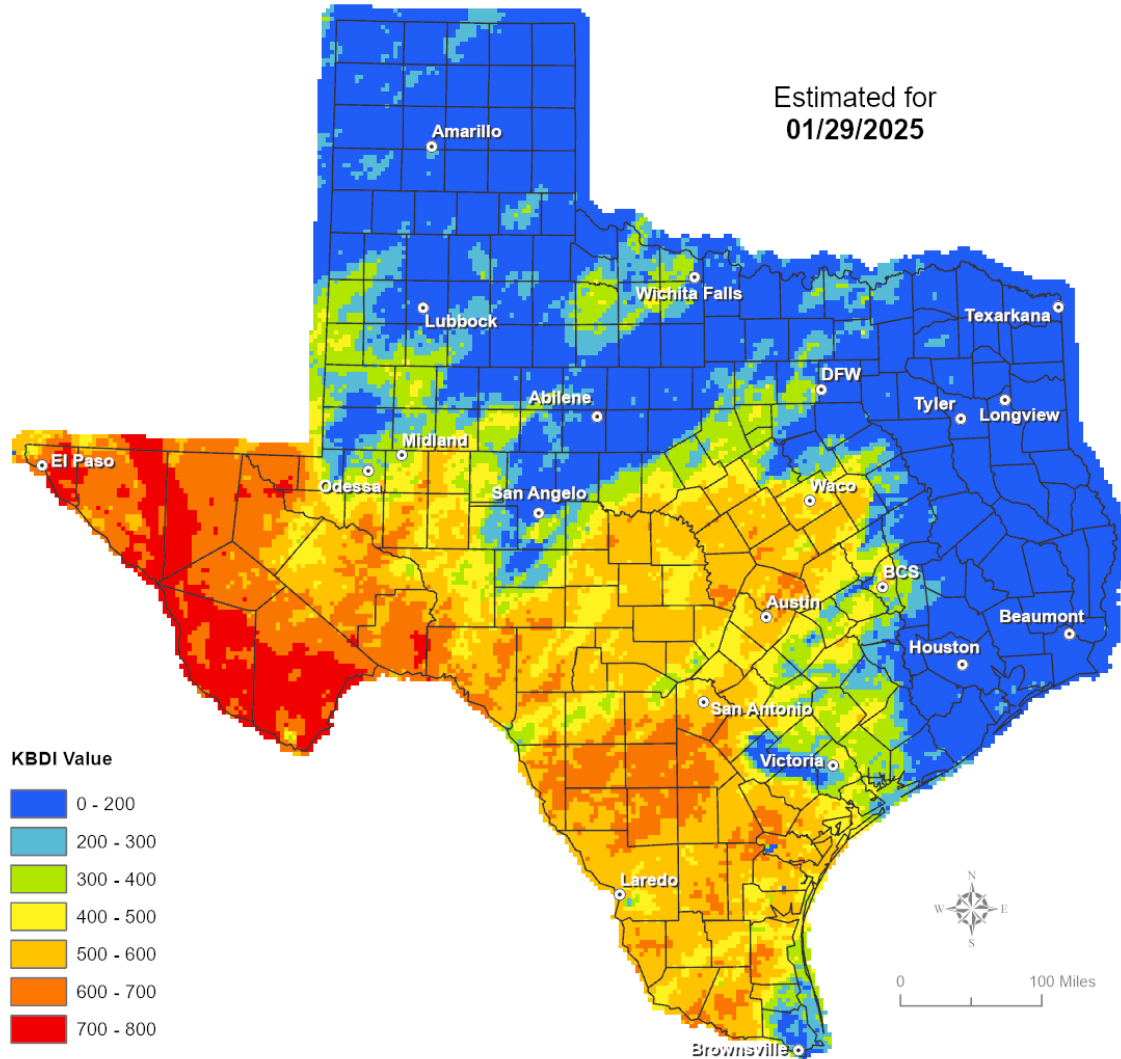 Estimated for
01/29/2025
Amarillo
Wichita Falls
Lubbock
Texarkana
DFW
Abilene
Tyler
Longview
Midland
El Paso
Odessa
San Angelo
Waco
BCS
Austin
Beaumont
Houston
San Antonio
Victoria
KBDI Value
0 - 200
200 - 300
300 - 400
400 - 500
500 - 600
600 - 700
700 - 800
Laredo
N
W E
S
0 100 Miles
Brownsville